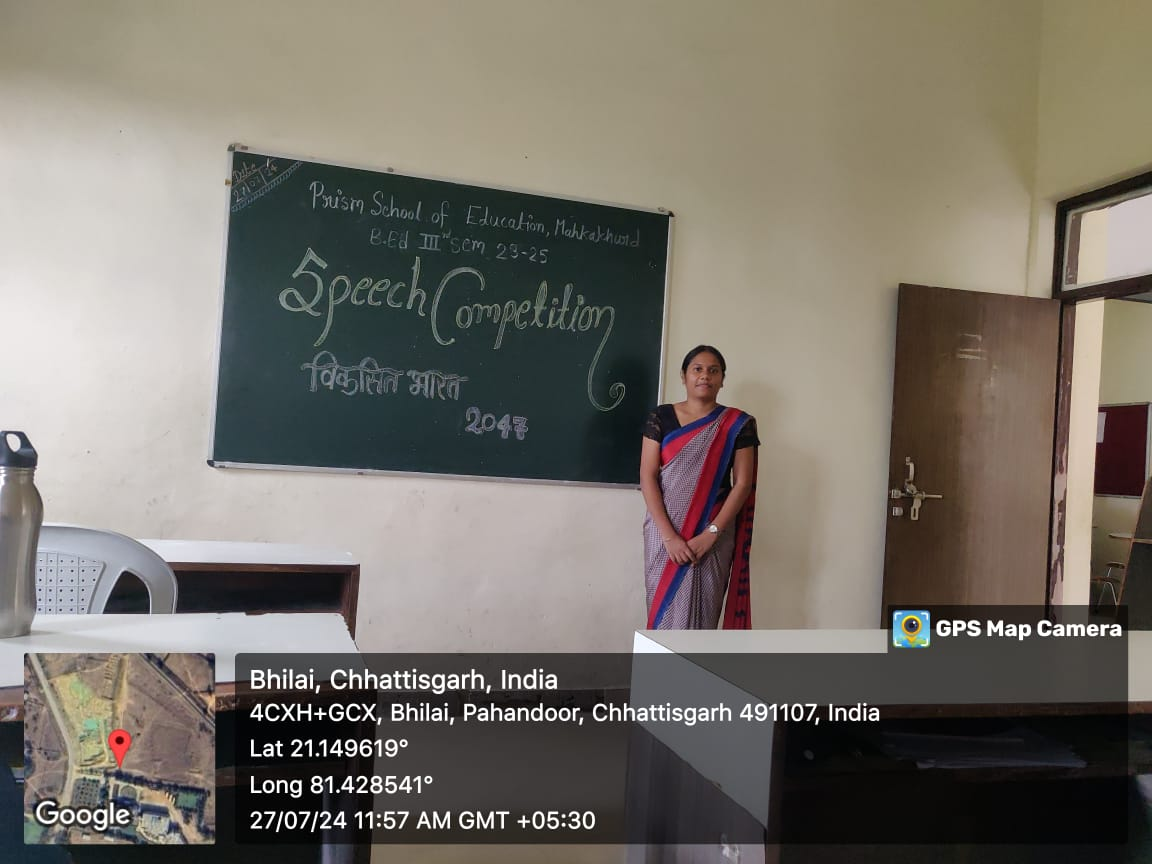 Date
27/07/24
Prism School of Education, Mahkakhurd
B.Ed IIIrd Sem 23-25
Speech Competition
विकसित भारत
2047
GPS Map Camera
Bhilai, Chhattisgarh, India
4CXH+GCX, Bhilai, Pahandoor, Chhattisgarh 491107, India
Lat 21.149619°
Long 81.428541°
27/07/24 11:57 AM GMT +05:30
Google